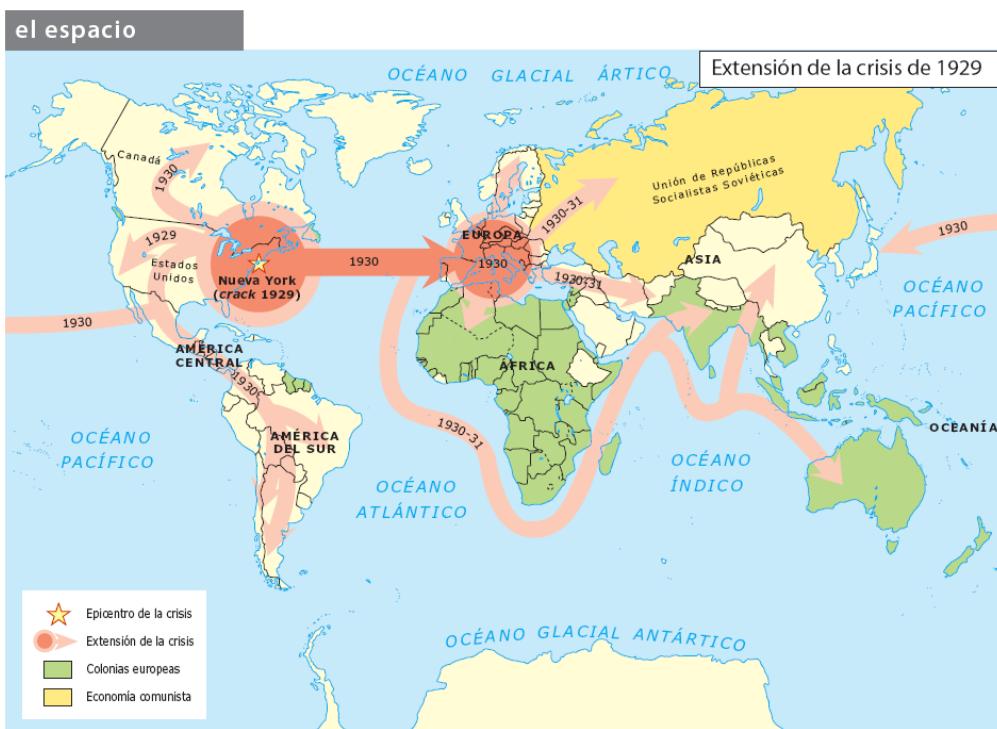 el espacio
Extensión de la crisis de 1929
OCÉANO GLACIAL ÁRTICO
Canadá
1930
Unión de Repúblicas
Socialistas Soviéticas
1930-31
EUROPA
1929
Estados
Unidos
1930
1930
ASIA
1930
Nueva York
(crack 1929)
1930-31
OCÉANO
PACÍFICO
1930
AMÉRICA
CENTRAL
1930
ÁFRICA
AMÉRICA
DEL SUR
1930-31
OCEANÍA
OCÉANO
PACÍFICO
OCÉANO
ATLÁNTICO
OCÉANO
ÍNDICO
OCÉANO GLACIAL ANTÁRTICO
Epicentro de la crisis
Extensión de la crisis
Colonias europeas
Economía comunista